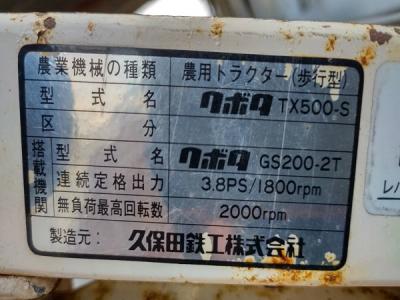 農業機械の種類 農用トラクター(歩行型)
型式名 クボタ TX500-S
区分
搭載機関 型式名 クボタ GS200-2T
連続定格出力 3.8PS/1800rpm
無負荷最高回転数 2000rpm
製造元: 久保田鉄工株式会社
レバ